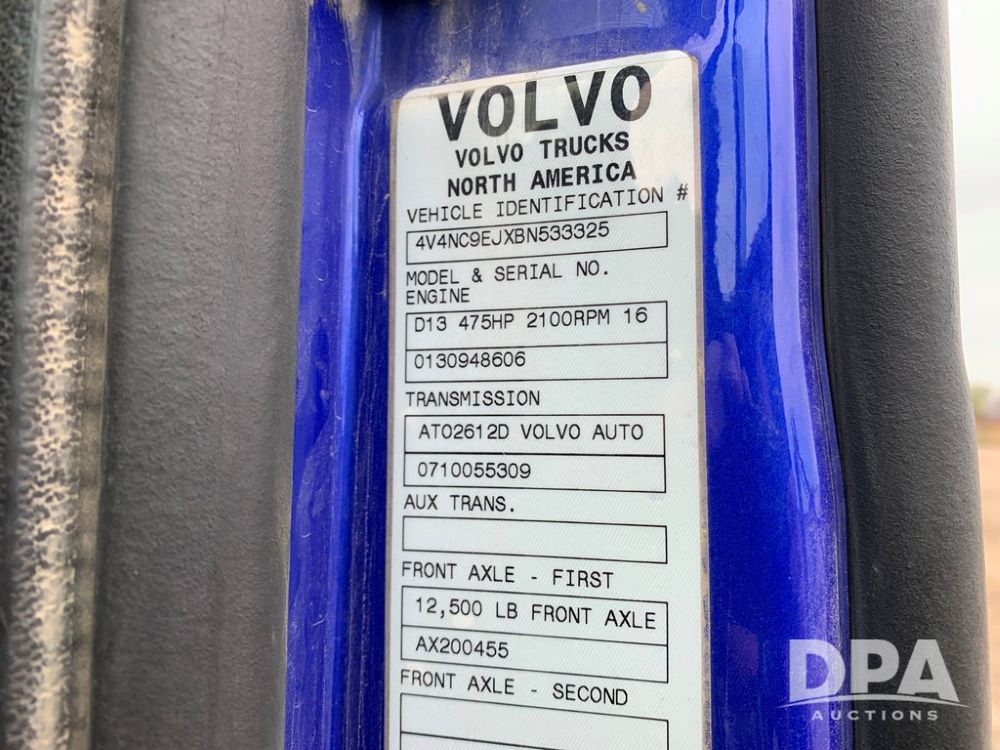 VOLVO
VOLVO TRUCKS
NORTH AMERICA
VEHICLE IDENTIFICATION #
4V4NC9EJXBN533325
MODEL & SERIAL NO.
ENGINE
D13 475HP 2100RPM 16
0130948606
TRANSMISSION
ATO2612D VOLVO AUTO
0710055309
AUX TRANS.
FRONT AXLE - FIRST
12,500 LB FRONT AXLE
AX200455
FRONT AXLE - SECOND
DPA
AUCTIONS